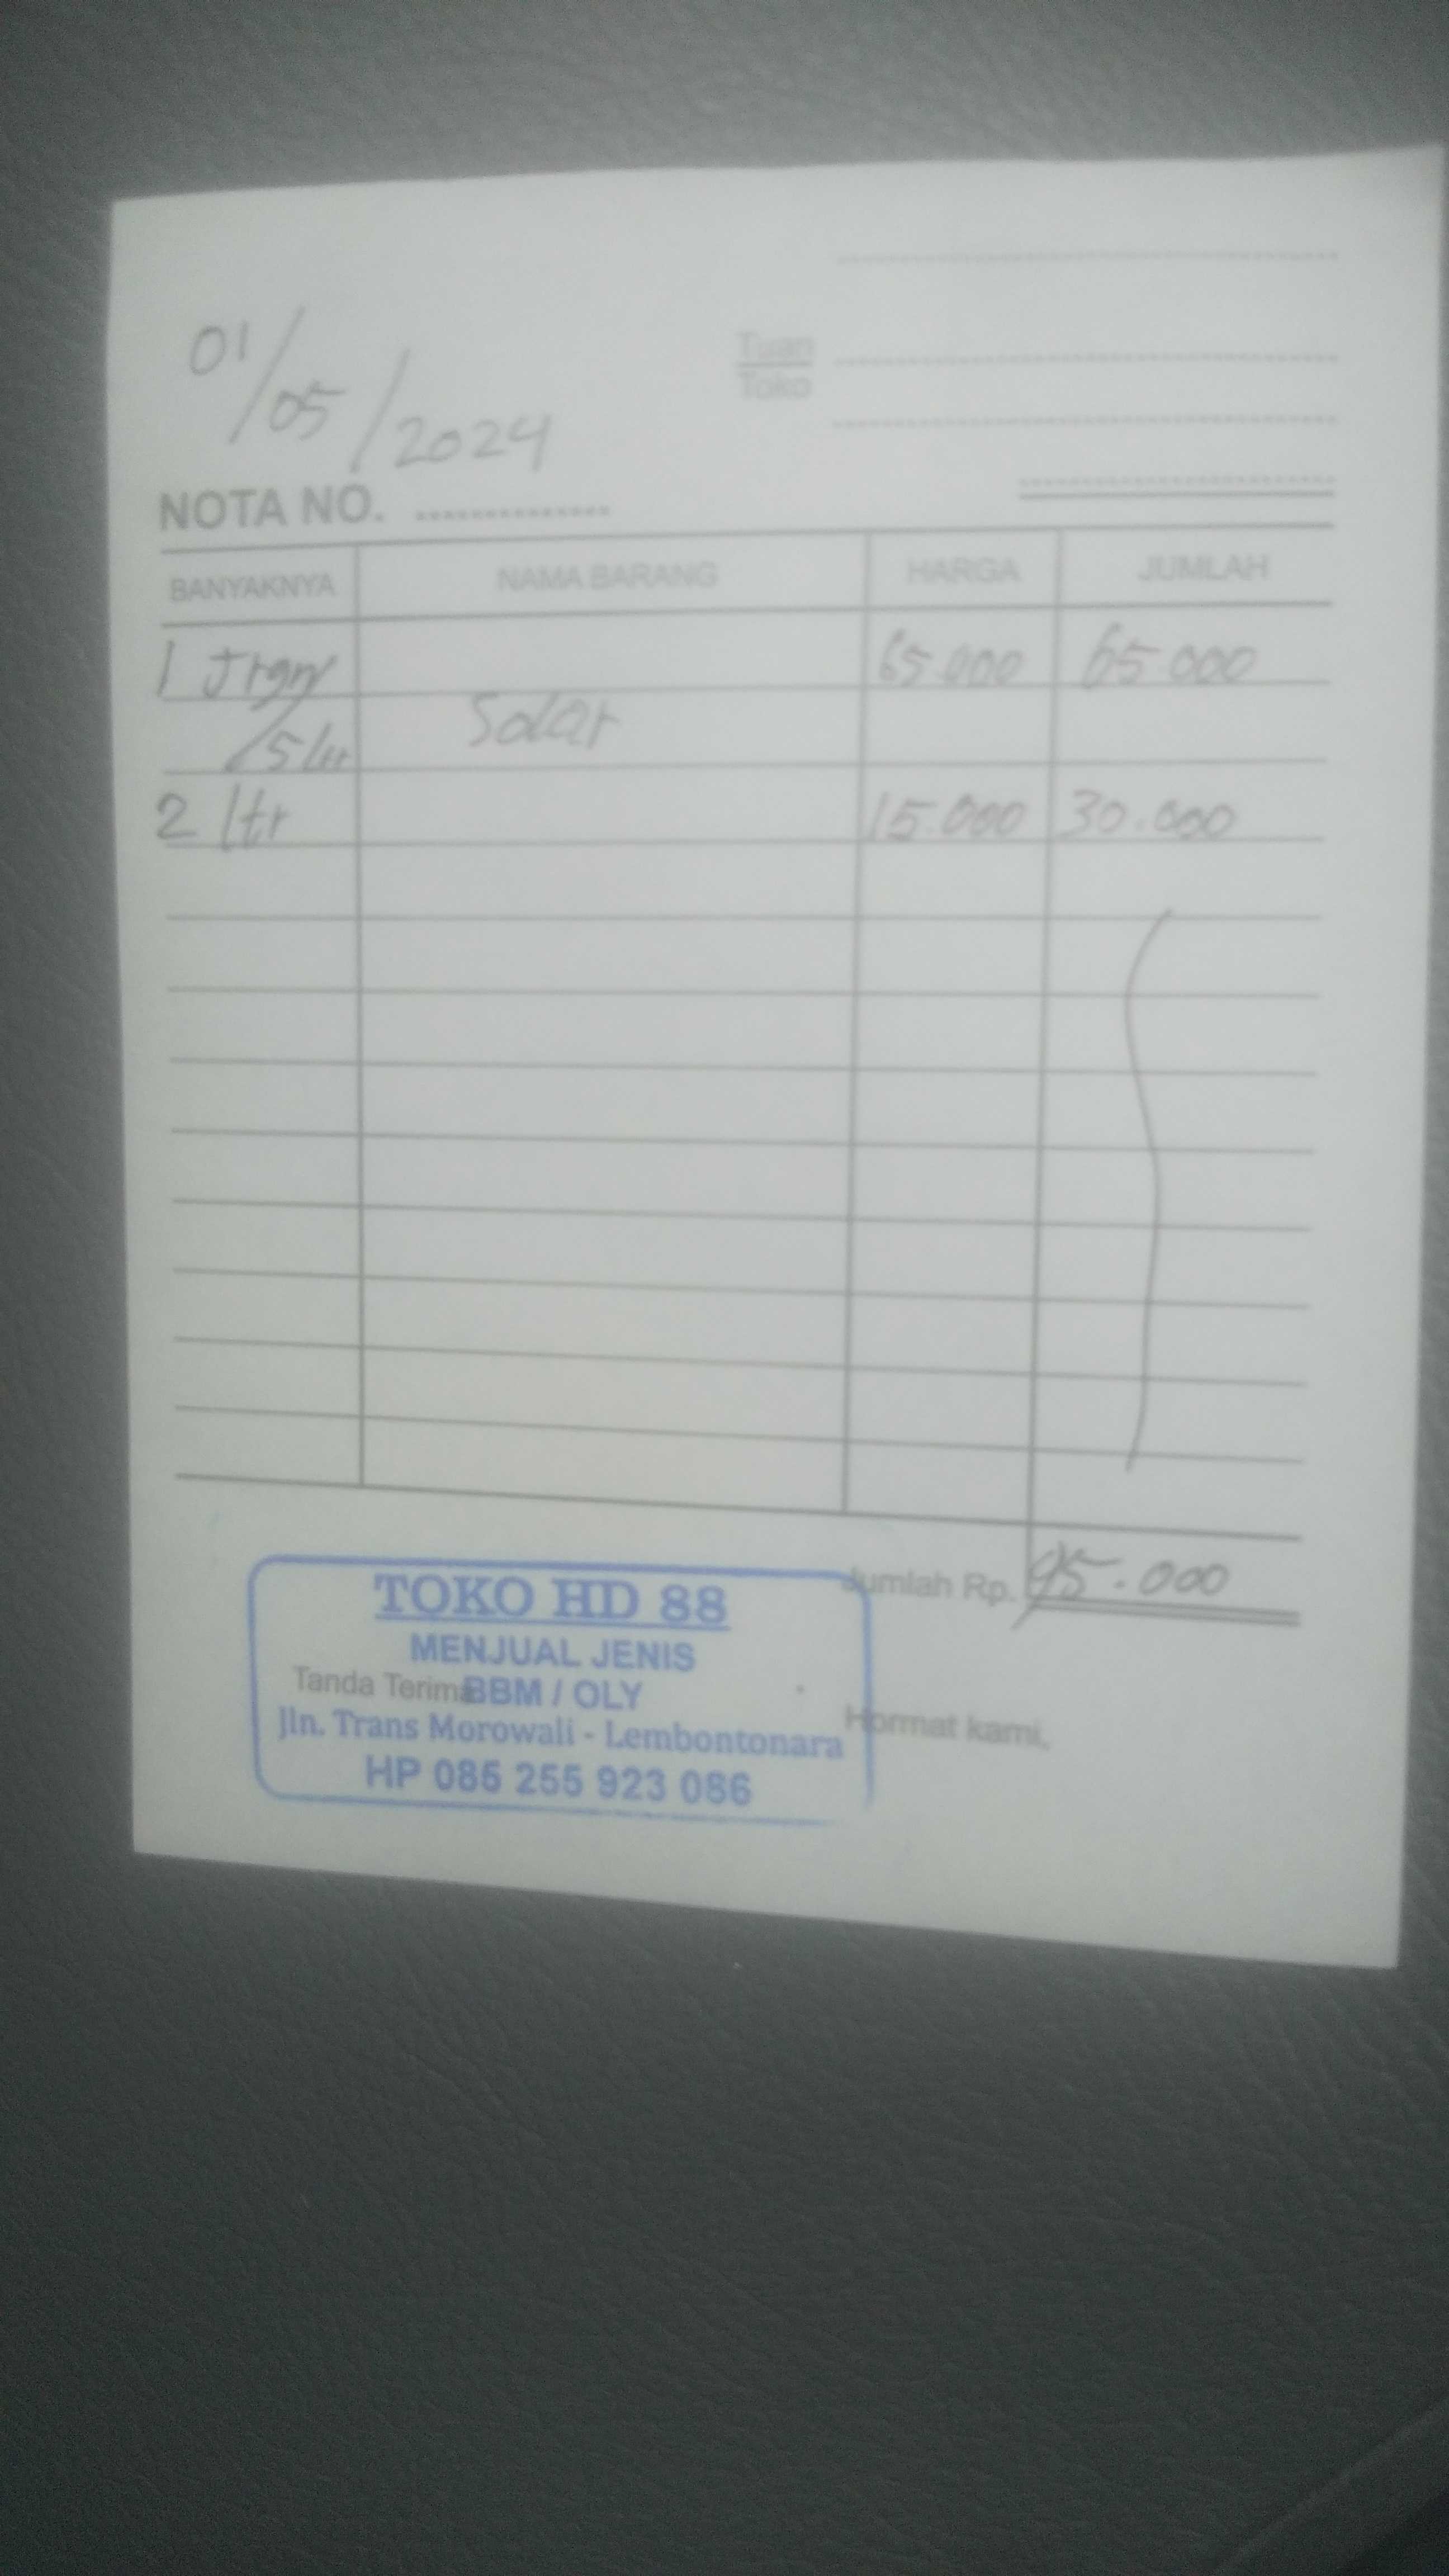 01/05/2024
Tuan
Toko
NOTA NO.
BANYAKNYA NAMA BARANG HARGA JUMLAH
1 Jrgn 65.000 65.000
/5 ltr Solar
2 ltr 15.000 30.000
Jumlah Rp. 95.000
TOKO HD 88
MENJUAL JENIS
Tanda Terima BBM / OLY
Hormat kami,
Jln. Trans Morowali - Lembontonara
HP 085 255 923 086